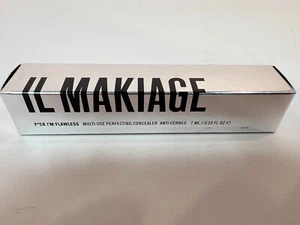 IL MAKIAGE
F*CK I'M FLAWLESS MULTI-USE PERFECTING CONCEALER ANTI-CERNES 7 ML / 0.23 FL OZ ℮